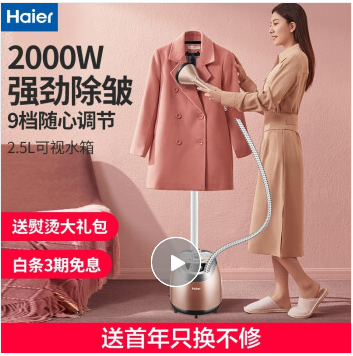 Haier
2000W
强劲除皱
9档随心调节
2.5L可视水箱
送熨烫大礼包
白条3期免息
Haier
送首年只换不修